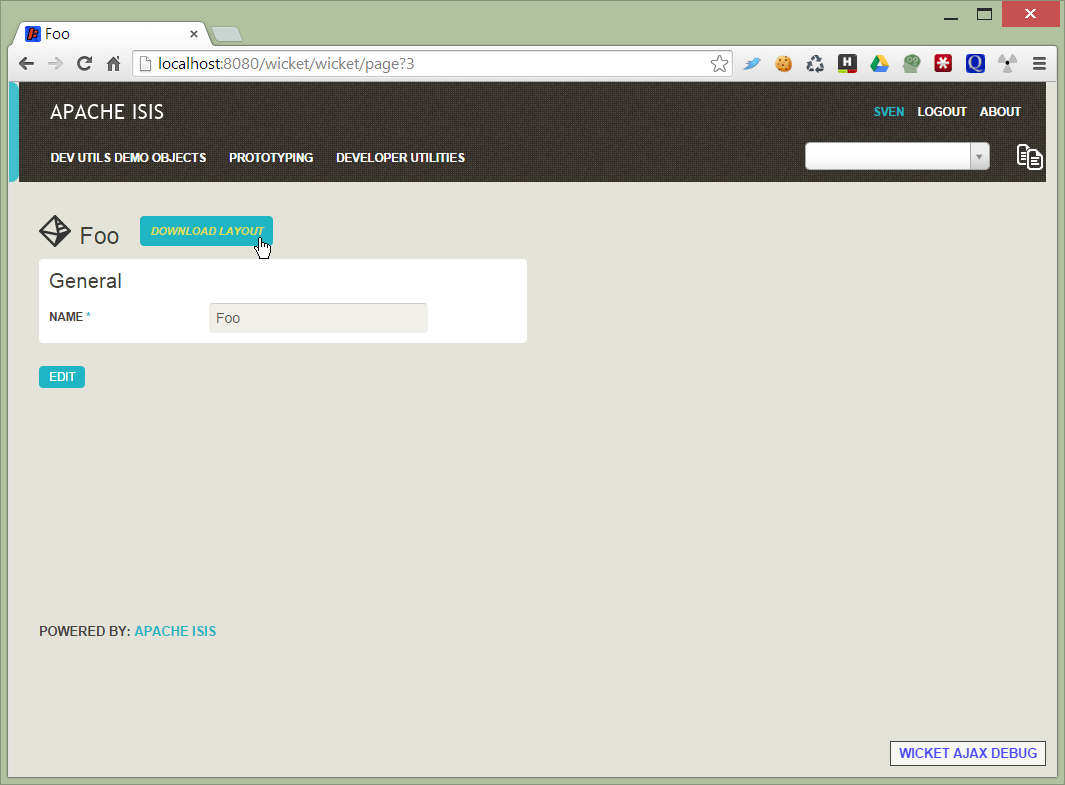 Foo
localhost:8080/wicket/wicket/page?3
H
Q
APACHE ISIS
SVEN LOGOUT ABOUT
DEV UTILS DEMO OBJECTS PROTOTYPING DEVELOPER UTILITIES
Foo DOWNLOAD LAYOUT
General
NAME * Foo
EDIT
POWERED BY: APACHE ISIS
WICKET AJAX DEBUG